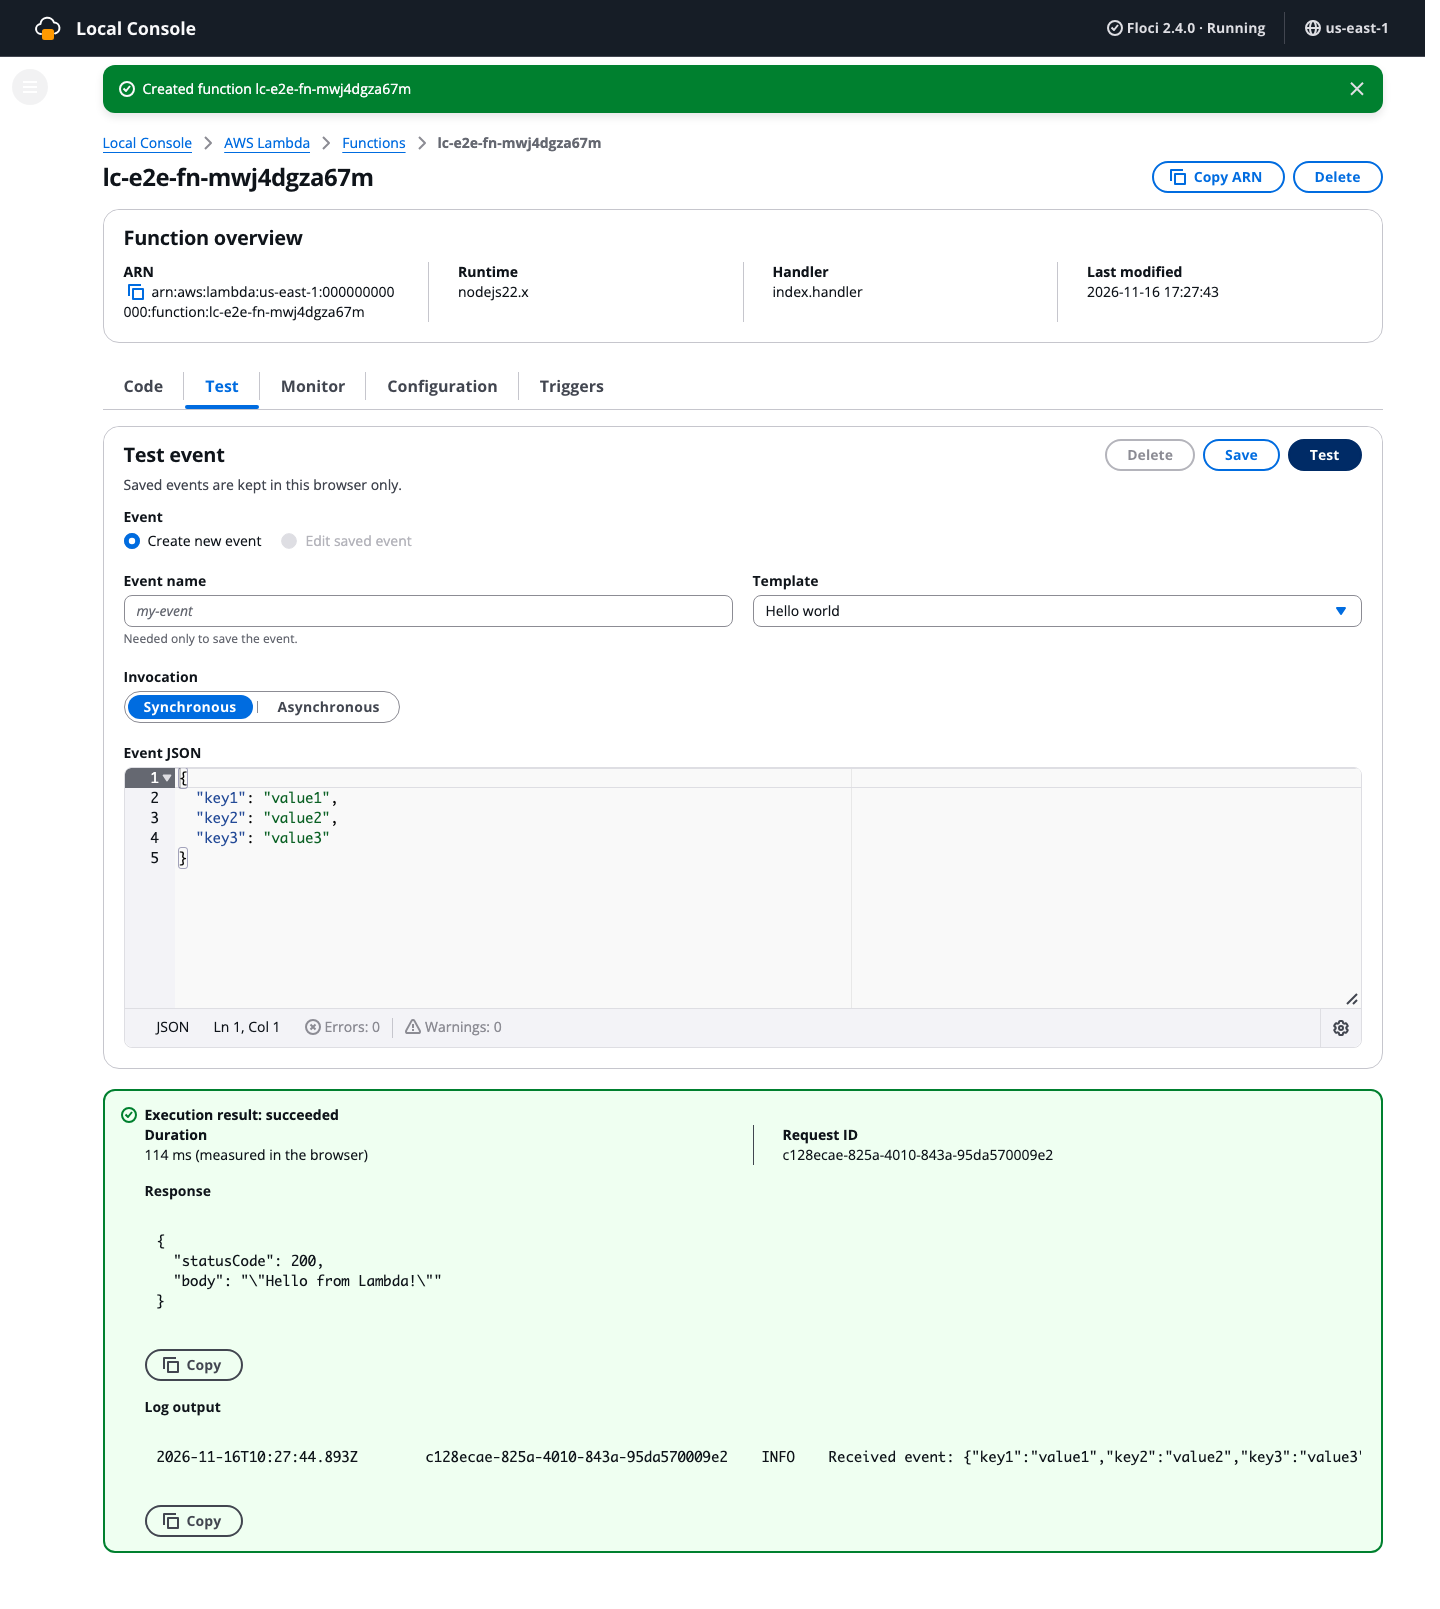 Local Console
Floci 2.4.0 · Running
us-east-1
Created function lc-e2e-fn-mwj4dgza67m
Local Console > AWS Lambda > Functions > lc-e2e-fn-mwj4dgza67m
lc-e2e-fn-mwj4dgza67m
Copy ARN
Delete
Function overview
ARN
arn:aws:lambda:us-east-1:000000000
000:function:lc-e2e-fn-mwj4dgza67m
Runtime
nodejs22.x
Handler
index.handler
Last modified
2026-11-16 17:27:43
Code
Test
Monitor
Configuration
Triggers
Test event
Delete
Save
Test
Saved events are kept in this browser only.
Event
Create new event
Edit saved event
Event name
my-event
Needed only to save the event.
Template
Hello world
Invocation
Synchronous
Asynchronous
Event JSON
1 {
2   "key1": "value1",
3   "key2": "value2",
4   "key3": "value3"
5 }
JSON
Ln 1, Col 1
Errors: 0
Warnings: 0
Execution result: succeeded
Duration
114 ms (measured in the browser)
Request ID
c128ecae-825a-4010-843a-95da570009e2
Response
{
  "statusCode": 200,
  "body": "\"Hello from Lambda!\""
}
Copy
Log output
2026-11-16T10:27:44.893Z c128ecae-825a-4010-843a-95da570009e2 INFO Received event: {"key1":"value1","key2":"value2","key3":"value3"
Copy